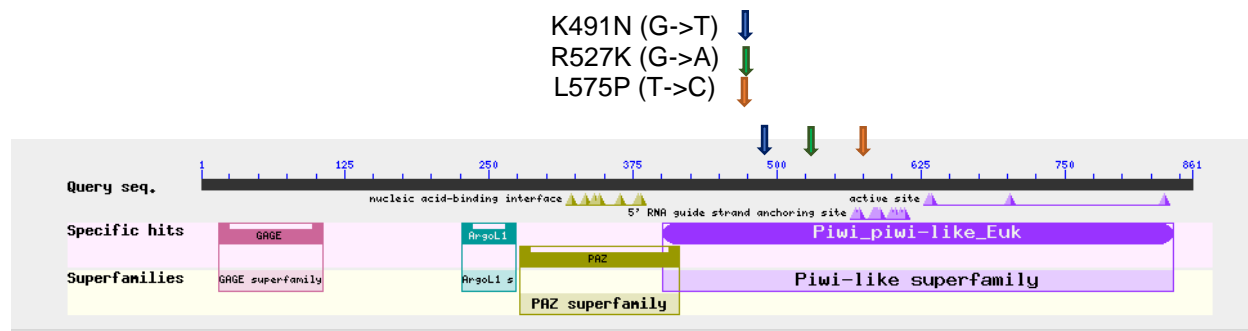 K491N (G->T)
R527K (G->A)
L575P (T->C)
1 125 250 375 500 625 750 861
Query seq.
nucleic acid-binding interface
active site
5' RNA guide strand anchoring site
Specific hits
GAGE ArgoL1 Piwi_piwi-like_Euk
PAZ
Superfamilies
GAGE superfamily ArgoL1 s Piwi-like superfamily
PAZ superfamily